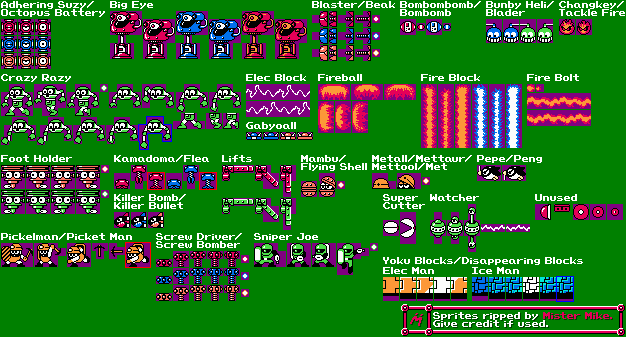 Adhering Suzy/
Octopus Battery
Big Eye
Blaster/Beak
Bombombomb/
Bombomb
Bunby Heli/
Blader
Changkey/
Tackle Fire
Crazy Razy
Elec Block
Gabyoall
Fireball
Fire Block
Fire Bolt
Foot Holder
Kamadoma/Flea
Lifts
Mambu/
Flying Shell
Metall/Mettaur/
Mettool/Met
Pepe/Peng
Killer Bomb/
Killer Bullet
Super
Cutter
Watcher
Unused
Pickelman/Picket Man
Screw Driver/
Screw Bomber
Sniper Joe
Yoku Blocks/Disappearing Blocks
Elec Man
Ice Man
Sprites ripped by Mister Mike.
Give credit if used.